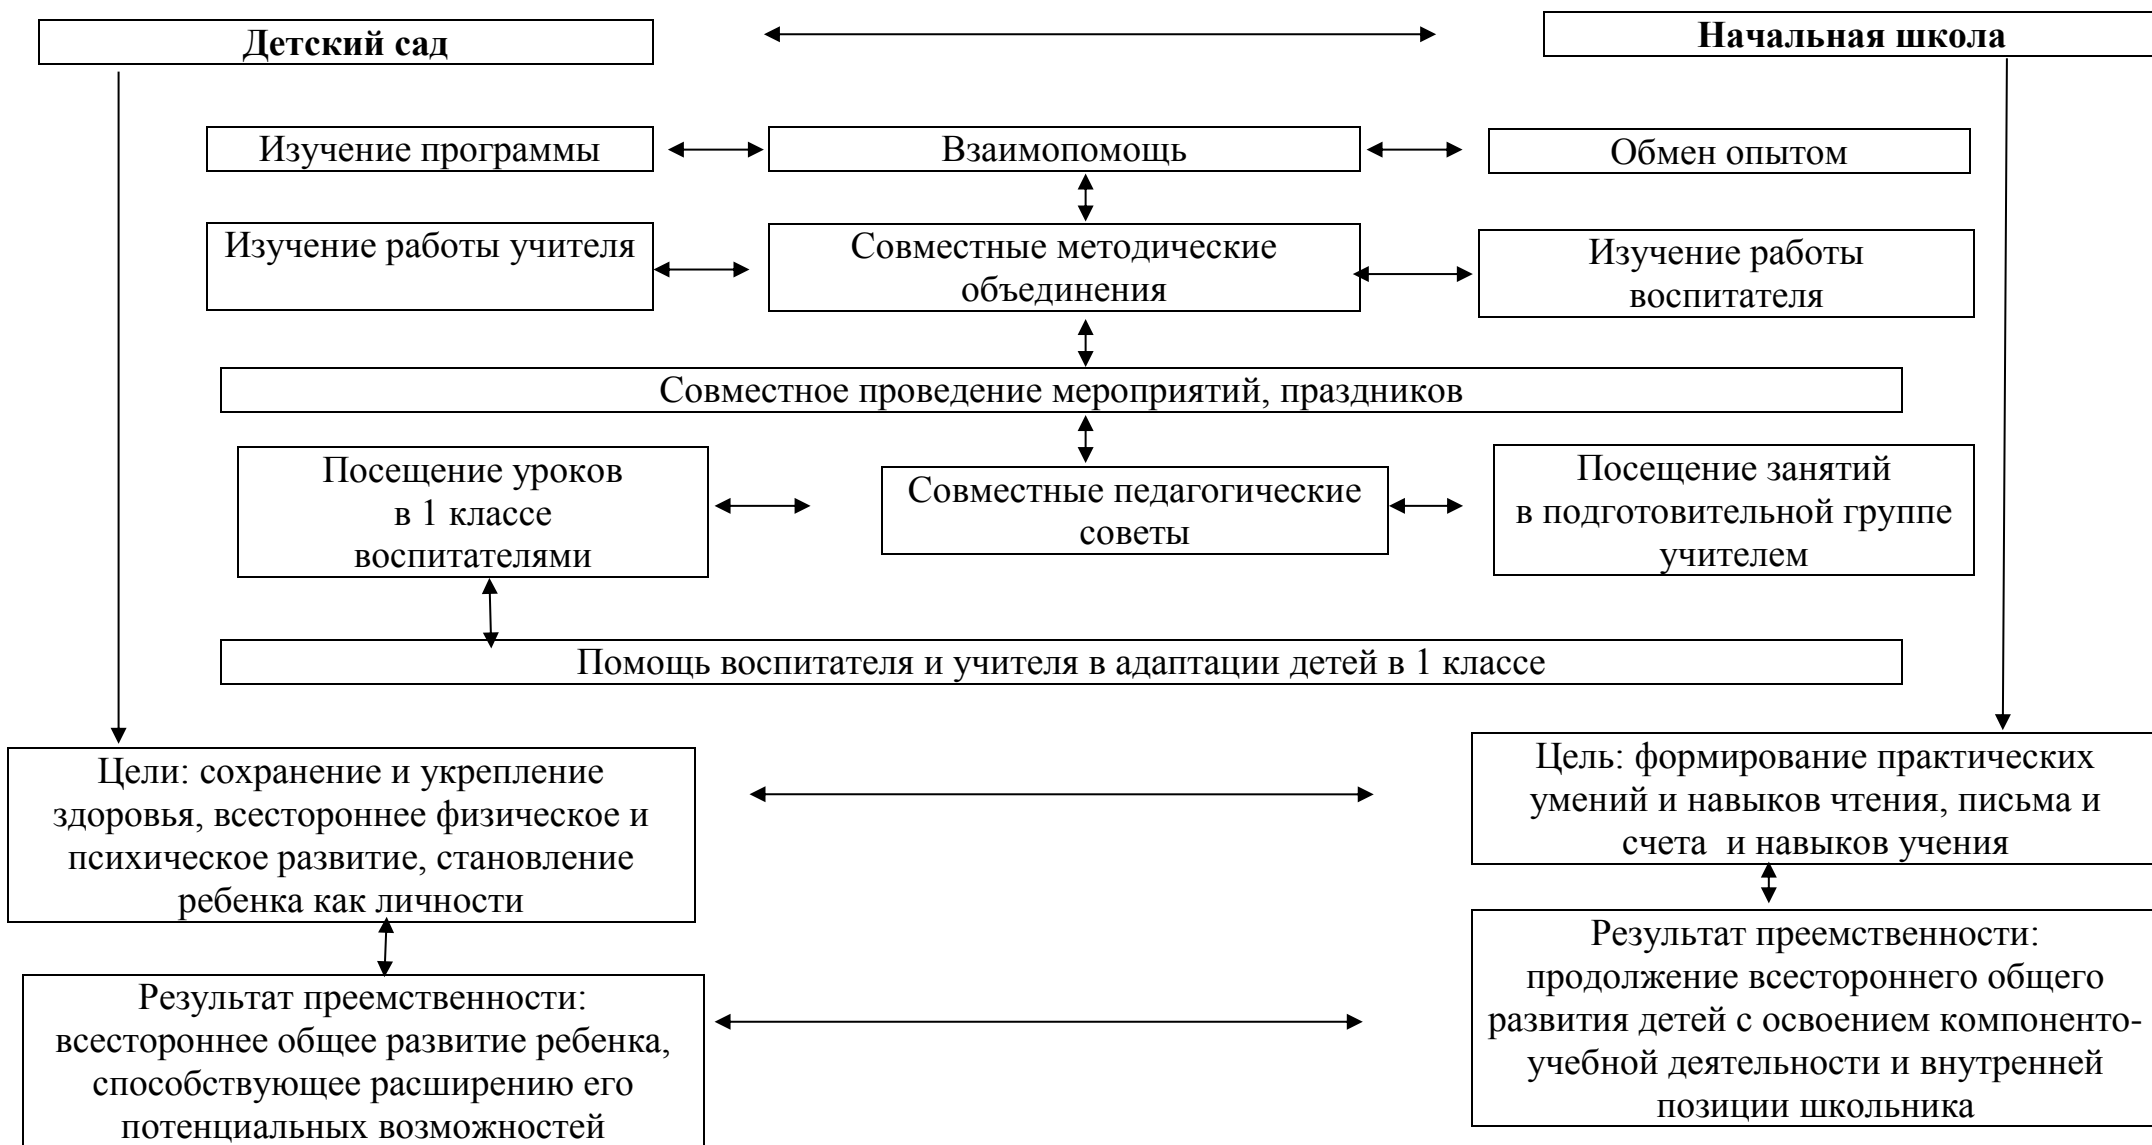 Детский сад
Начальная школа
Изучение программы
Взаимопомощь
Обмен опытом
Изучение работы учителя
Совместные методические
объединения
Изучение работы
воспитателя
Совместное проведение мероприятий, праздников
Посещение уроков
в 1 классе
воспитателями
Совместные педагогические
советы
Посещение занятий
в подготовительной группе
учителем
Помощь воспитателя и учителя в адаптации детей в 1 классе
Цели: сохранение и укрепление
здоровья, всестороннее физическое и
психическое развитие, становление
ребенка как личности
Цель: формирование практических
умений и навыков чтения, письма и
счета  и навыков учения
Результат преемственности:
всестороннее общее развитие ребенка,
способствующее расширению его
потенциальных возможностей
Результат преемственности:
продолжение всестороннего общего
развития детей с освоением компоненто-
учебной деятельности и внутренней
позиции школьника